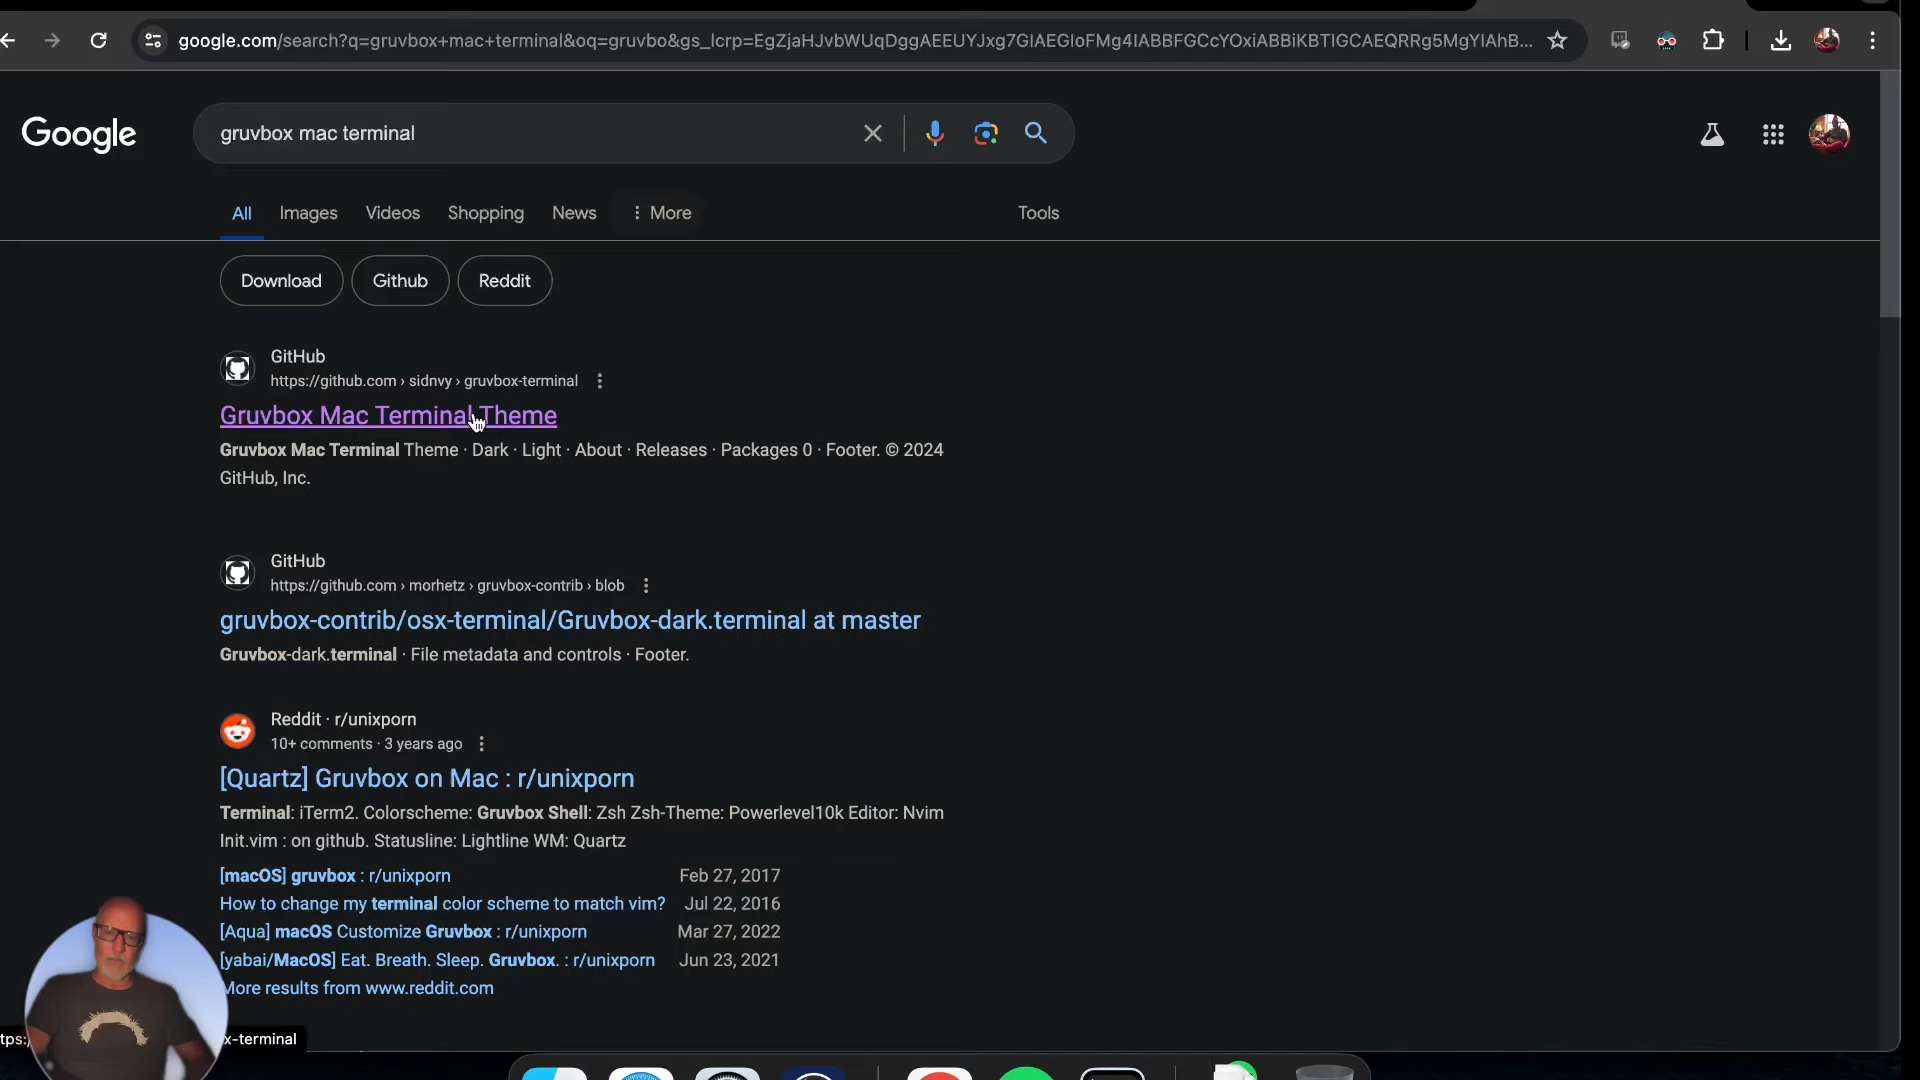 google.com/search?q=gruvbox+mac+terminal&oq=gruvbo&gs_lcrp=EgZjaHJvbWUqDggAEEUYJxg7GIAEGIoFMg4IABBFGCcYOxiABBiKBTIGCAEQRRg5MgYIAhB...
Google
gruvbox mac terminal
All Images Videos Shopping News More Tools
Download Github Reddit
GitHub
https://github.com › sidnvy › gruvbox-terminal
Gruvbox Mac Terminal Theme
Gruvbox Mac Terminal Theme · Dark · Light · About · Releases · Packages 0 · Footer. © 2024
GitHub, Inc.
GitHub
https://github.com › morhetz › gruvbox-contrib › blob
gruvbox-contrib/osx-terminal/Gruvbox-dark.terminal at master
Gruvbox-dark.terminal · File metadata and controls · Footer.
Reddit · r/unixporn
10+ comments · 3 years ago
[Quartz] Gruvbox on Mac : r/unixporn
Terminal: iTerm2. Colorscheme: Gruvbox Shell: Zsh Zsh-Theme: Powerlevel10k Editor: Nvim
Init.vim : on github. Statusline: Lightline WM: Quartz
[macOS] gruvbox : r/unixporn Feb 27, 2017
How to change my terminal color scheme to match vim? Jul 22, 2016
[Aqua] macOS Customize Gruvbox : r/unixporn Mar 27, 2022
[yabai/MacOS] Eat. Breath. Sleep. Gruvbox. : r/unixporn Jun 23, 2021
More results from www.reddit.com
tps:/ x-terminal